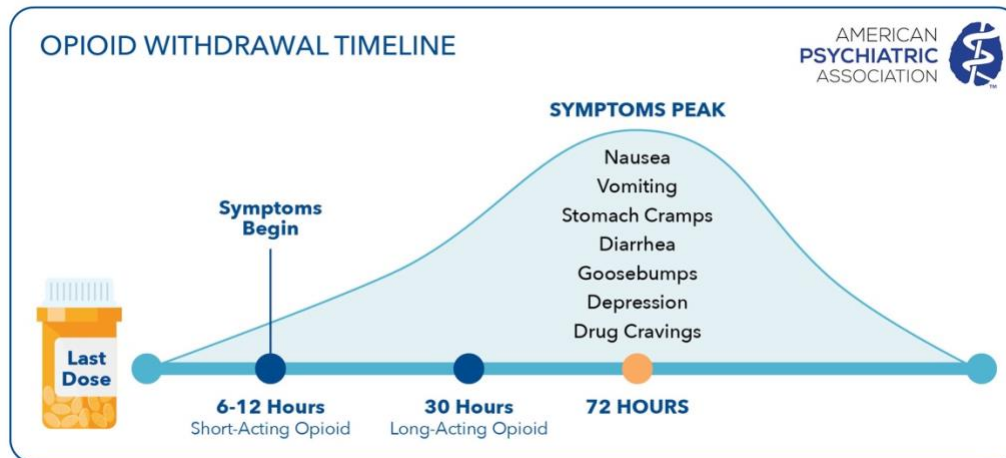 OPIOID WITHDRAWAL TIMELINE
AMERICAN
PSYCHIATRIC
ASSOCIATION
TM
SYMPTOMS PEAK
Nausea
Vomiting
Stomach Cramps
Diarrhea
Goosebumps
Depression
Drug Cravings
Symptoms
Begin
Last
Dose
6-12 Hours
Short-Acting Opioid
30 Hours
Long-Acting Opioid
72 HOURS